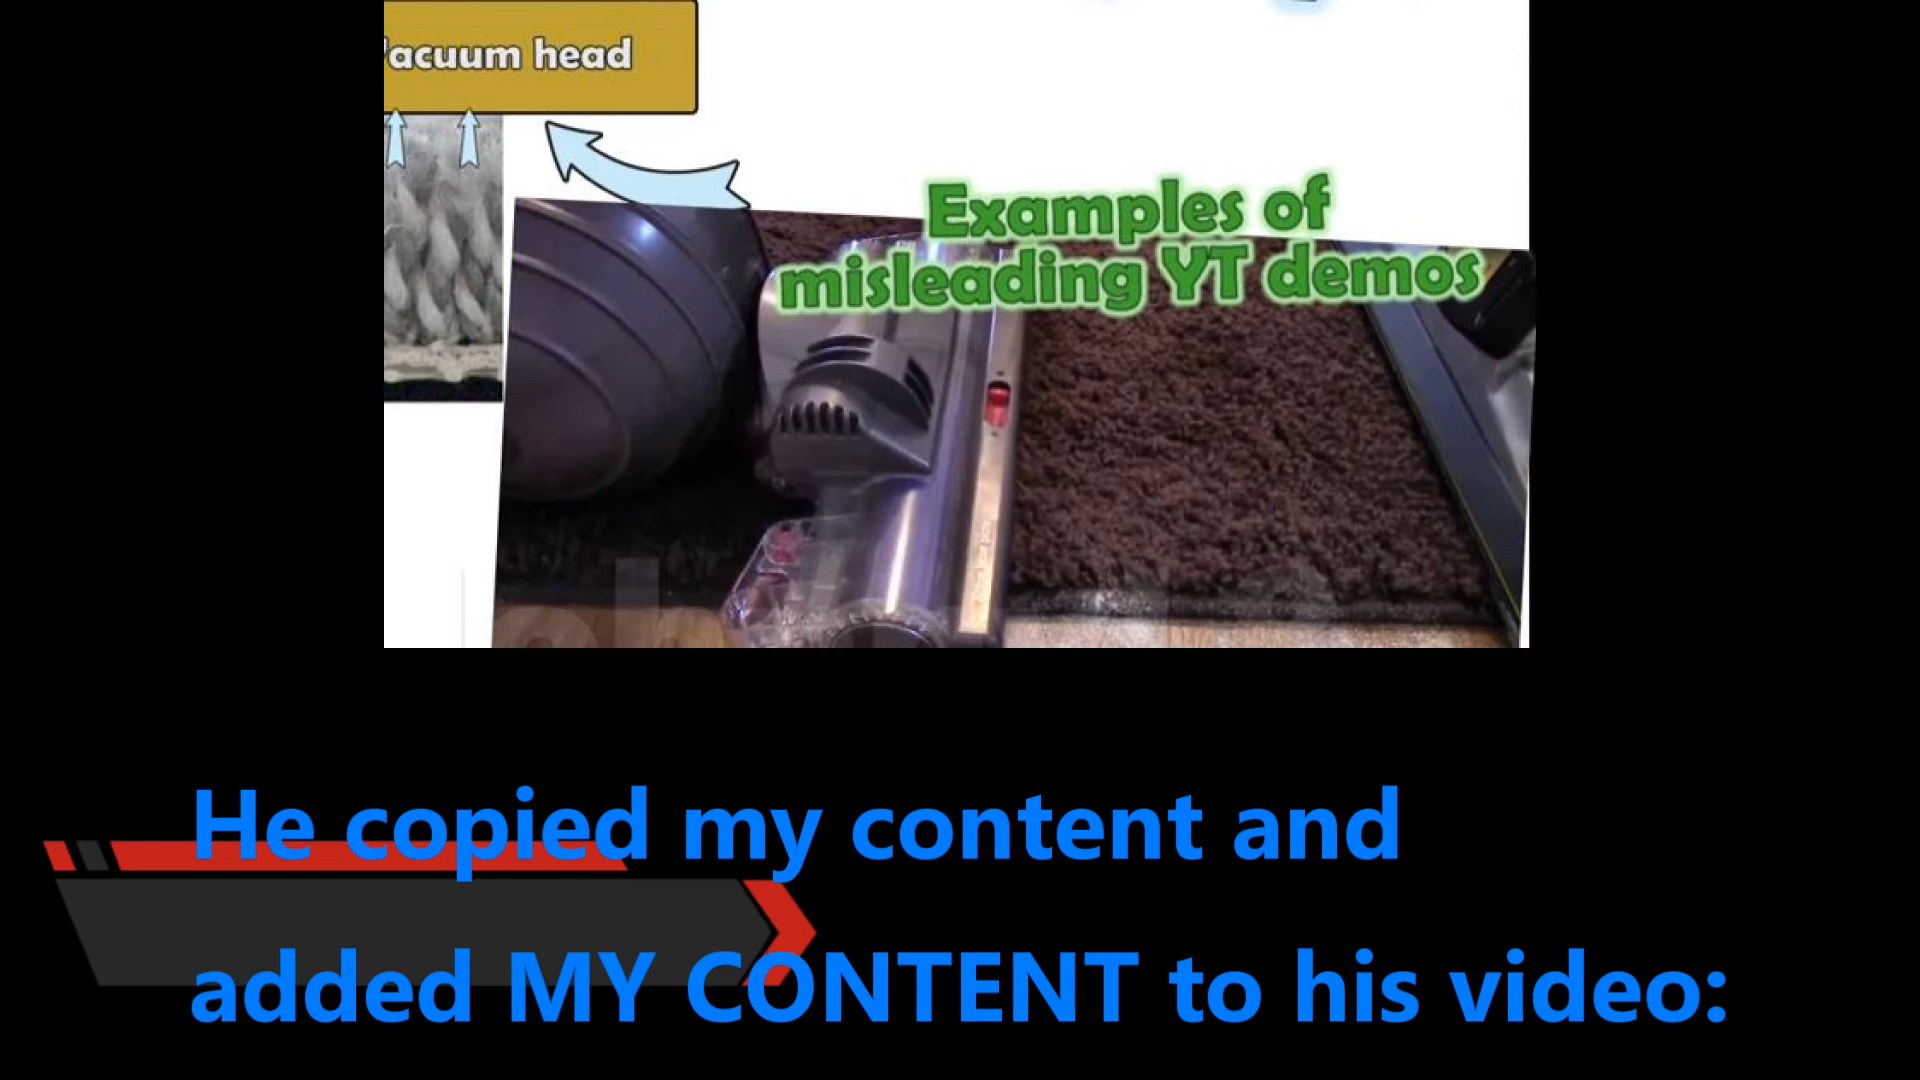 acuum head
Examples of
misleading YT demos
He copied my content and
added MY CONTENT to his video: